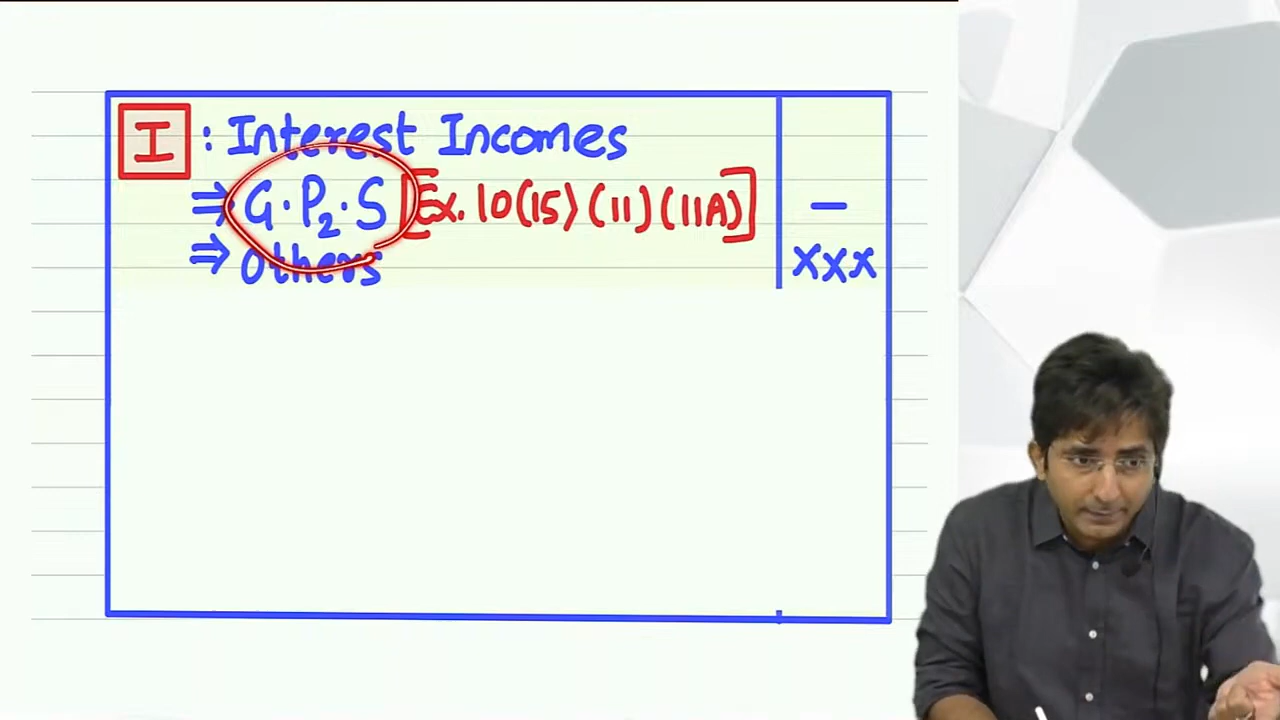 I : Interest Incomes
⇒ G.P₂.S [Ex. 10(15) (11) (11A)] –
⇒ Others xxx